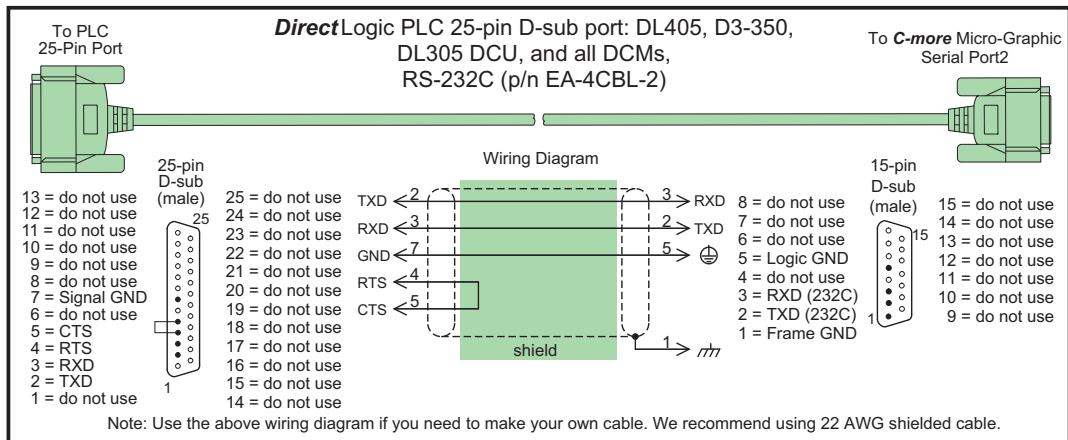 To PLC
25-Pin Port
DirectLogic PLC 25-pin D-sub port: DL405, D3-350,
DL305 DCU, and all DCMs,
RS-232C (p/n EA-4CBL-2)
To C-more Micro-Graphic
Serial Port2
25-pin
D-sub
(male)
13 = do not use
12 = do not use
11 = do not use
10 = do not use
9 = do not use
8 = do not use
7 = Signal GND
6 = do not use
5 = CTS
4 = RTS
3 = RXD
2 = TXD
1 = do not use
25
1
25 = do not use
24 = do not use
23 = do not use
22 = do not use
21 = do not use
20 = do not use
19 = do not use
18 = do not use
17 = do not use
16 = do not use
15 = do not use
14 = do not use
Wiring Diagram
TXD 2 3 RXD
RXD 3 2 TXD
GND 7 5
RTS 4
CTS 5
shield
1
8 = do not use
7 = do not use
6 = do not use
5 = Logic GND
4 = do not use
3 = RXD (232C)
2 = TXD (232C)
1 = Frame GND
15-pin
D-sub
(male)
15
1
15 = do not use
14 = do not use
13 = do not use
12 = do not use
11 = do not use
10 = do not use
9 = do not use
Note: Use the above wiring diagram if you need to make your own cable. We recommend using 22 AWG shielded cable.